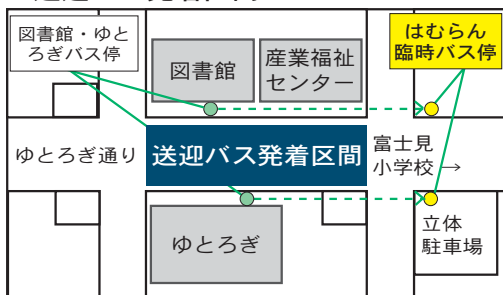 図書館・ゆと
ろぎバス停
図書館
産業福祉
センター
はむらん
臨時バス停
ゆとろぎ通り
送迎バス発着区間
富士見
小学校→
ゆとろぎ
立体
駐車場